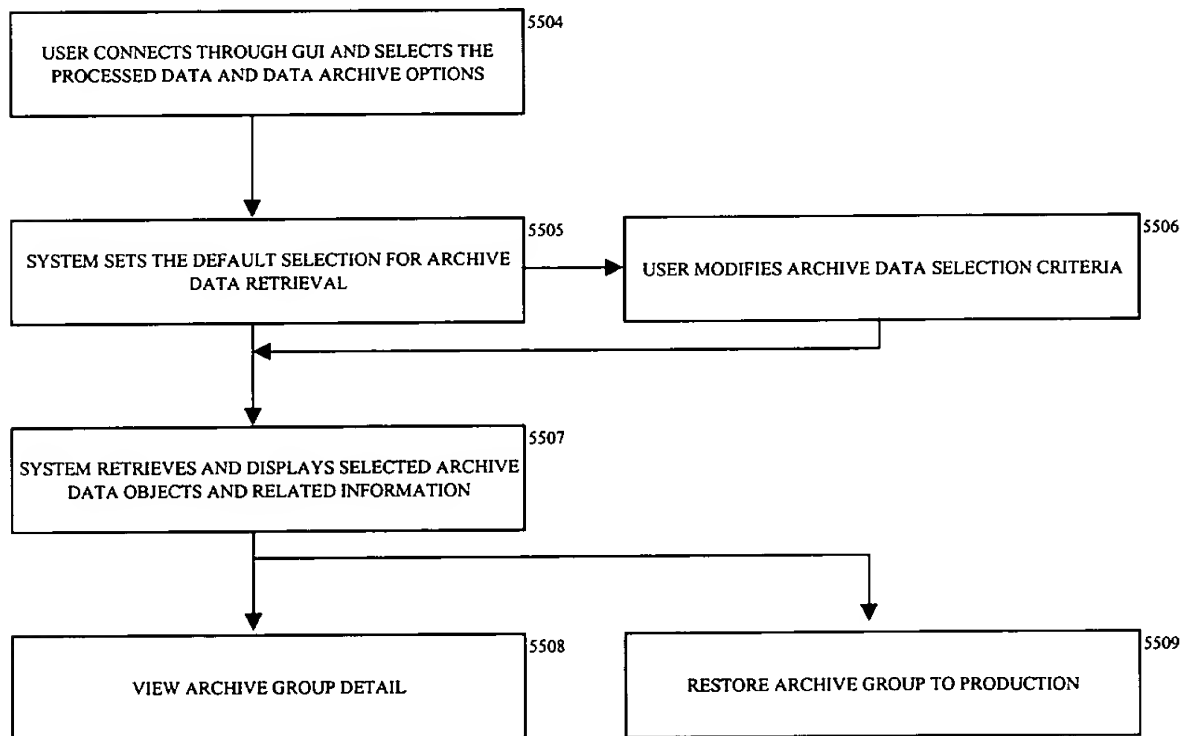 5504
USER CONNECTS THROUGH GUI AND SELECTS THE
PROCESSED DATA AND DATA ARCHIVE OPTIONS
5505
SYSTEM SETS THE DEFAULT SELECTION FOR ARCHIVE
DATA RETRIEVAL
5506
USER MODIFIES ARCHIVE DATA SELECTION CRITERIA
5507
SYSTEM RETRIEVES AND DISPLAYS SELECTED ARCHIVE
DATA OBJECTS AND RELATED INFORMATION
5508
VIEW ARCHIVE GROUP DETAIL
5509
RESTORE ARCHIVE GROUP TO PRODUCTION